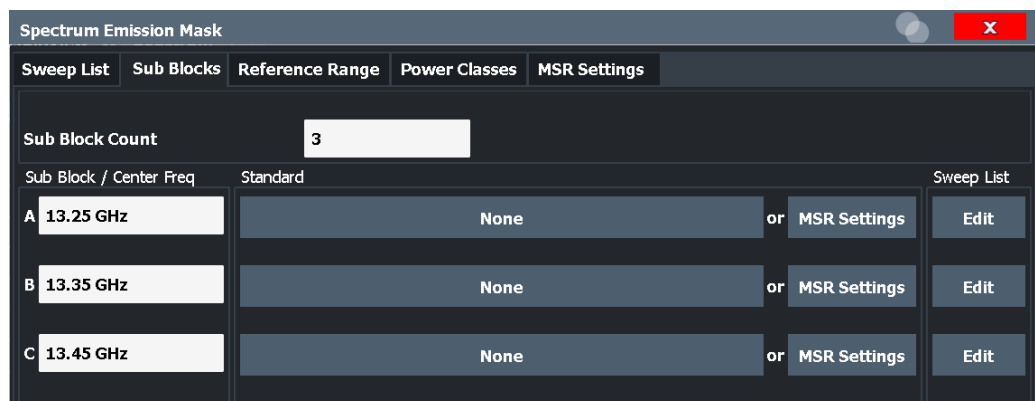 Spectrum Emission Mask X
Sweep List Sub Blocks Reference Range Power Classes MSR Settings
Sub Block Count 3
Sub Block / Center Freq Standard Sweep List
A 13.25 GHz None or MSR Settings Edit
B 13.35 GHz None or MSR Settings Edit
C 13.45 GHz None or MSR Settings Edit